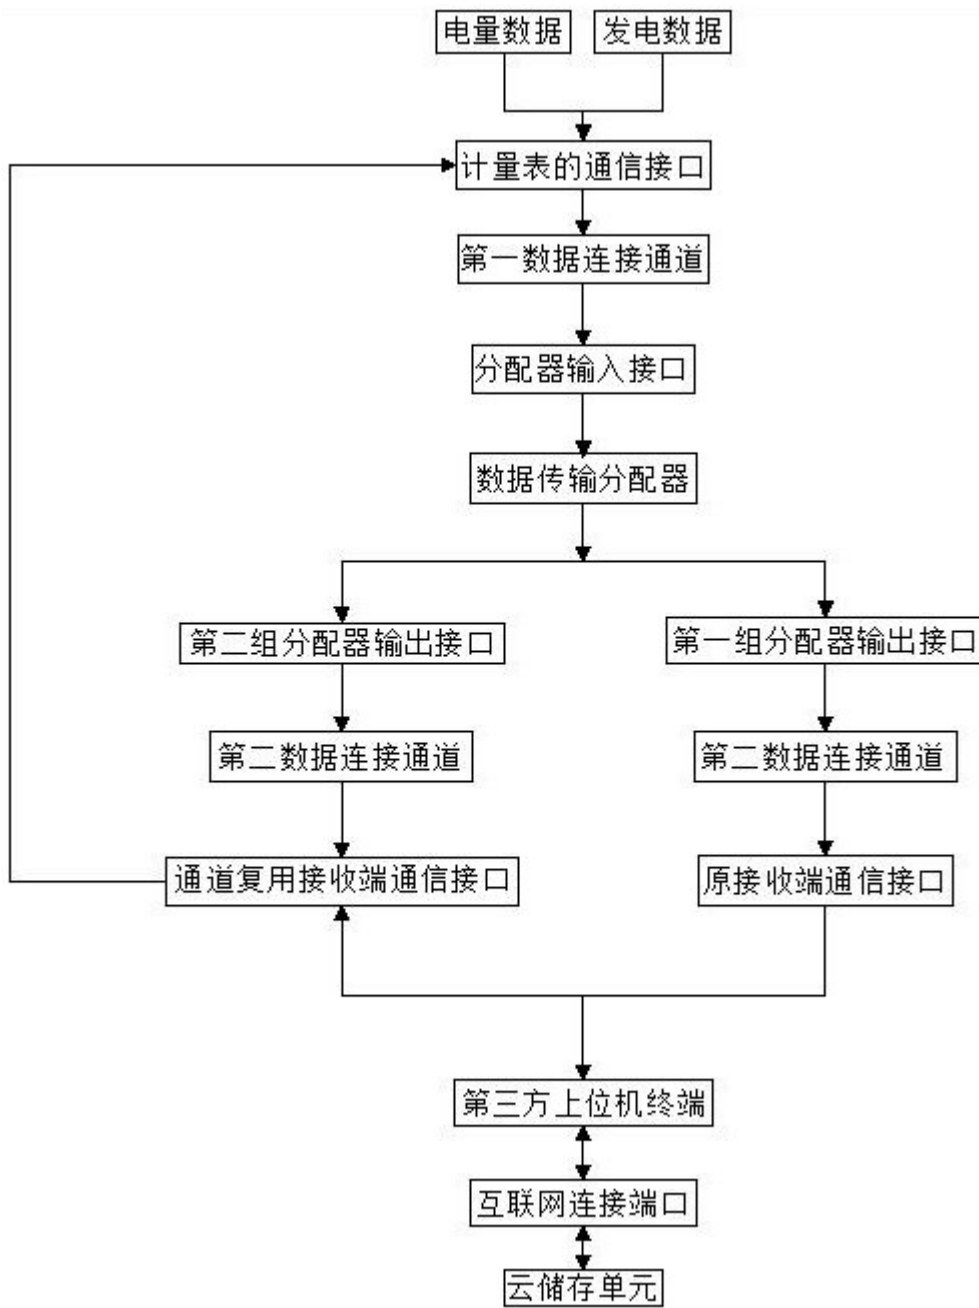 电量数据
发电数据
计量表的通信接口
第一数据连接通道
分配器输入接口
数据传输分配器
第二组分配器输出接口
第一组分配器输出接口
第二数据连接通道
第二数据连接通道
通道复用接收端通信接口
原接收端通信接口
第三方上位机终端
互联网连接端口
云储存单元